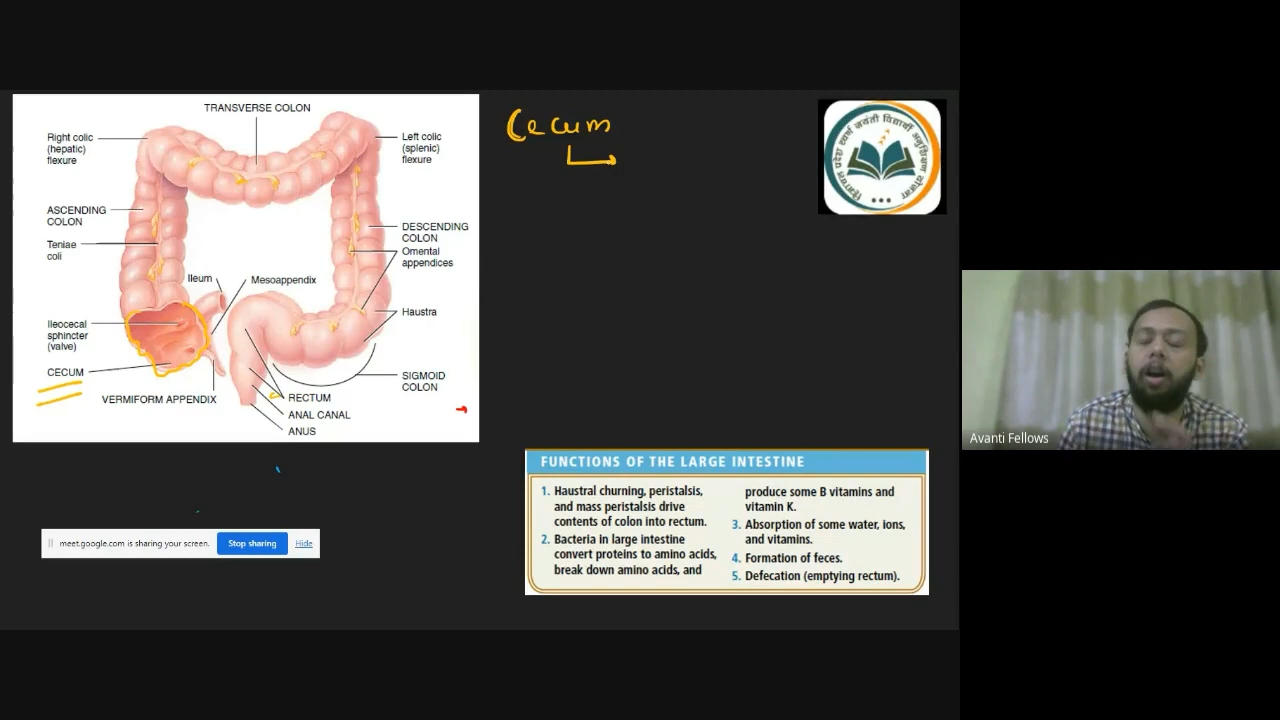 TRANSVERSE COLON
Right colic
(hepatic)
flexure
Left colic
(splenic)
flexure
ASCENDING
COLON
Teniae
coli
DESCENDING
COLON
Omental
appendices
Ileum
Mesoappendix
Haustra
Ileocecal
sphincter
(valve)
CECUM
VERMIFORM APPENDIX
SIGMOID
COLON
RECTUM
ANAL CANAL
ANUS
Cecum
meet.google.com is sharing your screen.
Stop sharing
Hide
FUNCTIONS OF THE LARGE INTESTINE
1. Haustral churning, peristalsis,
and mass peristalsis drive
contents of colon into rectum.
2. Bacteria in large intestine
convert proteins to amino acids,
break down amino acids, and
produce some B vitamins and
vitamin K.
3. Absorption of some water, ions,
and vitamins.
4. Formation of feces.
5. Defecation (emptying rectum).
Avanti Fellows